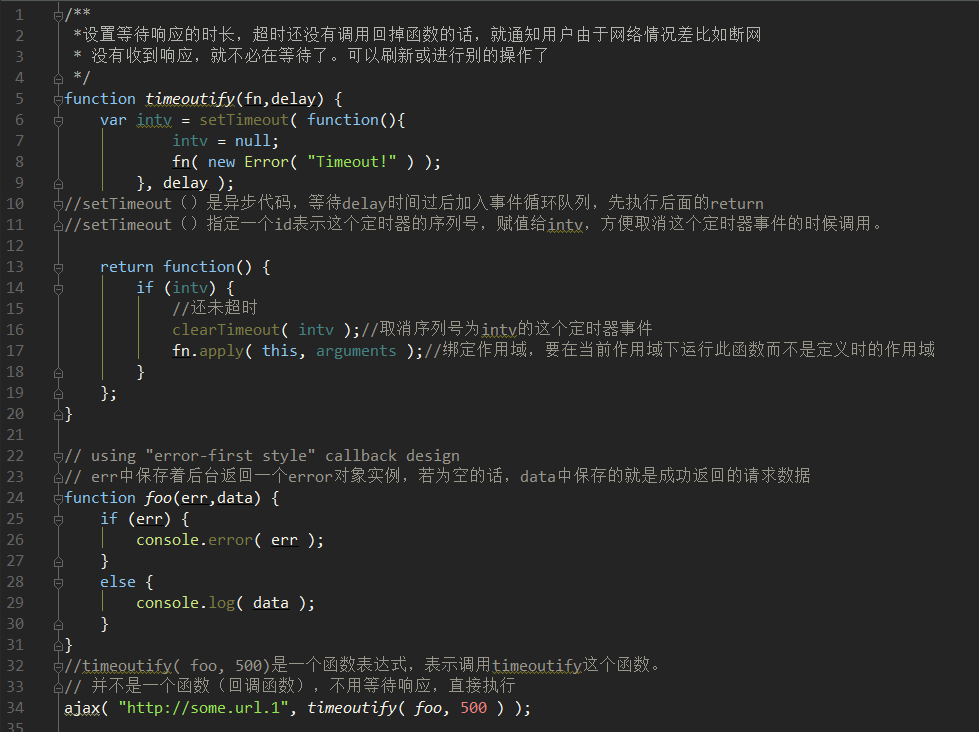 1 /**
2 *设置等待响应的时长，超时还没有调用回掉函数的话，就通知用户由于网络情况差比如断网
3 * 没有收到响应，就不必在等待了。可以刷新或进行别的操作了
4 */
5 function timeoutify(fn,delay) {
6 var intv = setTimeout( function(){
7 intv = null;
8 fn( new Error( "Timeout!" ) );
9 }, delay );
10 //setTimeout（）是异步代码，等待delay时间过后加入事件循环队列，先执行后面的return
11 //setTimeout（）指定一个id表示这个定时器的序列号，赋值给intv，方便取消这个定时器事件的时候调用。
12
13 return function() {
14 if (intv) {
15 //还未超时
16 clearTimeout( intv );//取消序列号为intv的这个定时器事件
17 fn.apply( this, arguments );//绑定作用域，要在当前作用域下运行此函数而不是定义时的作用域
18 }
19 };
20 }
21
22 // using "error-first style" callback design
23 // err中保存着后台返回一个error对象实例，若为空的话，data中保存的就是成功返回的请求数据
24 function foo(err,data) {
25 if (err) {
26 console.error( err );
27 }
28 else {
29 console.log( data );
30 }
31 }
32 //timeoutify( foo, 500)是一个函数表达式，表示调用timeoutify这个函数。
33 // 并不是一个函数（回调函数），不用等待响应，直接执行
34 ajax( "http://some.url.1", timeoutify( foo, 500 ) );
35